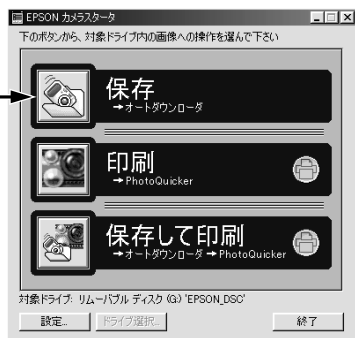 EPSON カメラスタータ
下のボタンから、対象ドライブ内の画像への操作を選んで下さい
保存
→オートダウンローダ
印刷
→PhotoQuicker
保存して印刷
→オートダウンローダ→PhotoQuicker
対象ドライブ: リムーバブル ディスク (G:) 'EPSON_DSC'
設定... ドライブ選択... 終了